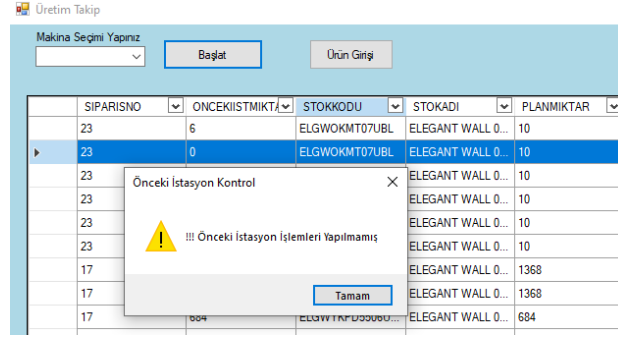 Üretim Takip
Makina Seçimi Yapınız
Başlat
Ürün Girişi
SIPARISNO ONCEKIISTMIKTA STOKKODU STOKADI PLANMIKTAR
23 6 ELGWOKMT07UBL ELEGANT WALL 0... 10
23 0 ELGWOKMT07UBL ELEGANT WALL 0... 10
23 ELEGANT WALL 0... 10
23 ELEGANT WALL 0... 10
23 ELEGANT WALL 0... 10
23 ELEGANT WALL 0... 10
17 ELEGANT WALL 0... 1368
17 ELEGANT WALL 0... 1368
17 684 ELEGANT WALL 0... 684
Önceki İstasyon Kontrol
!!! Önceki İstasyon İşlemleri Yapılmamış
Tamam